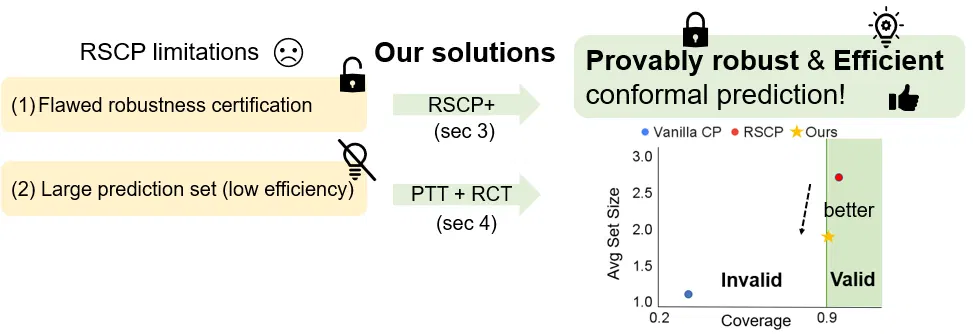 RSCP limitations
(1) Flawed robustness certification
(2) Large prediction set (low efficiency)
Our solutions
RSCP+
(sec 3)
PTT + RCT
(sec 4)
Provably robust & Efficient
conformal prediction!
Vanilla CP RSCP Ours
Avg Set Size
3.0
2.5
2.0
1.5
1.0
better
Invalid
Valid
0.2
0.9
Coverage